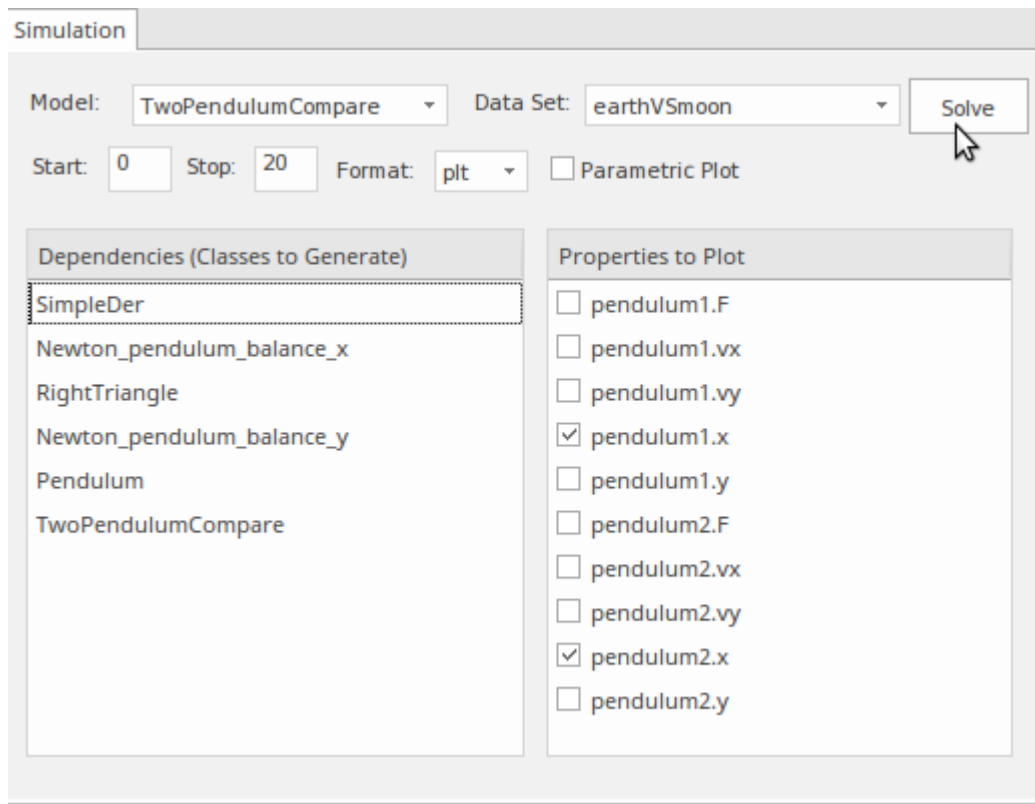 Simulation
Model: TwoPendulumCompare Data Set: earthVSmoon Solve
Start: 0 Stop: 20 Format: plt Parametric Plot
Dependencies (Classes to Generate)
SimpleDer
Newton_pendulum_balance_x
RightTriangle
Newton_pendulum_balance_y
Pendulum
TwoPendulumCompare
Properties to Plot
pendulum1.F
pendulum1.vx
pendulum1.vy
pendulum1.x
pendulum1.y
pendulum2.F
pendulum2.vx
pendulum2.vy
pendulum2.x
pendulum2.y